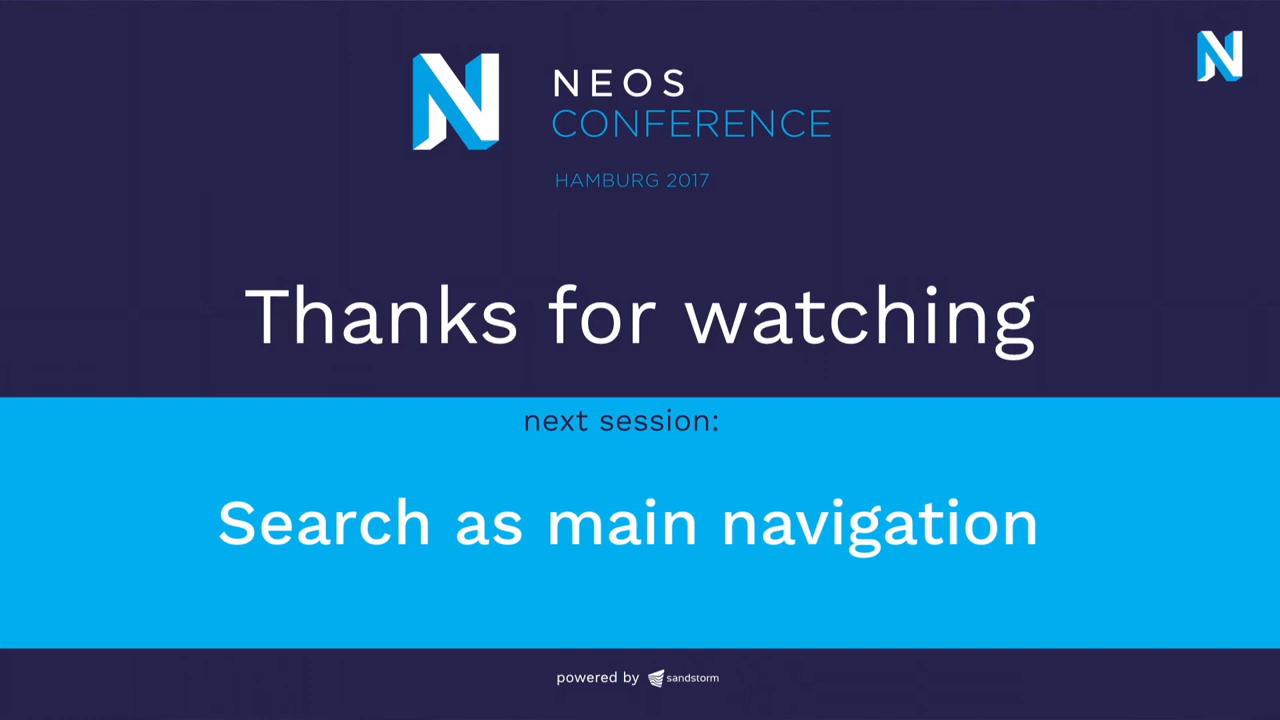 NEOS
CONFERENCE
HAMBURG 2017
Thanks for watching
next session:
Search as main navigation
powered by sandstorm